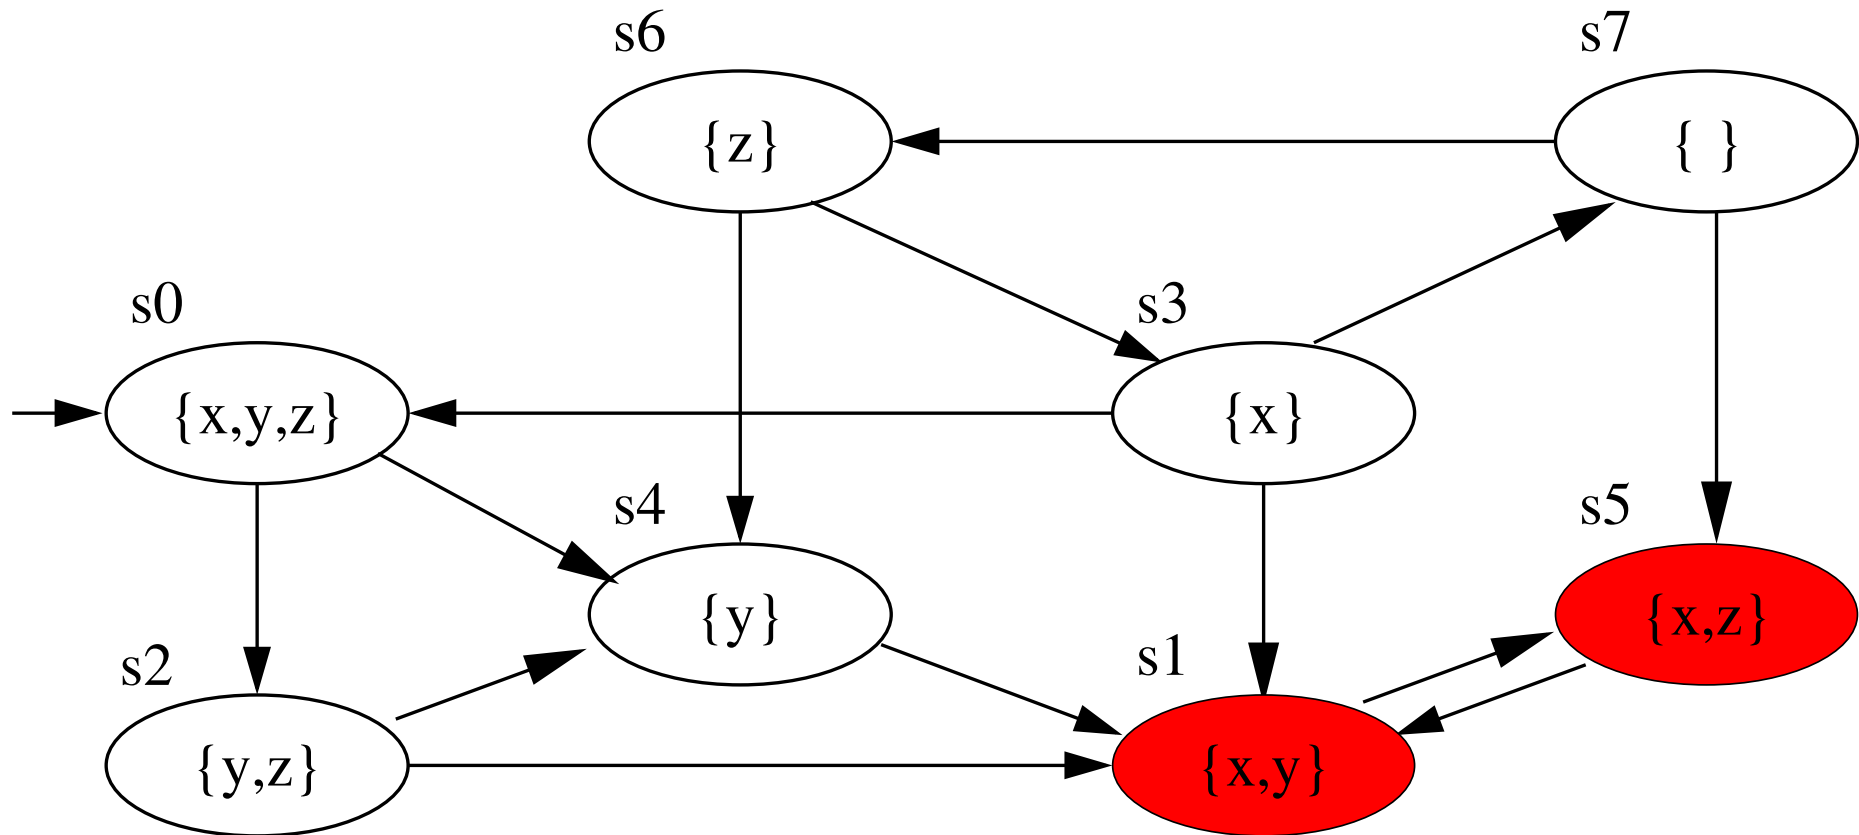 s6
s7
{z}
{ }
s0
s3
{x,y,z}
{x}
s4
s5
{y}
{x,z}
s2
s1
{y,z}
{x,y}